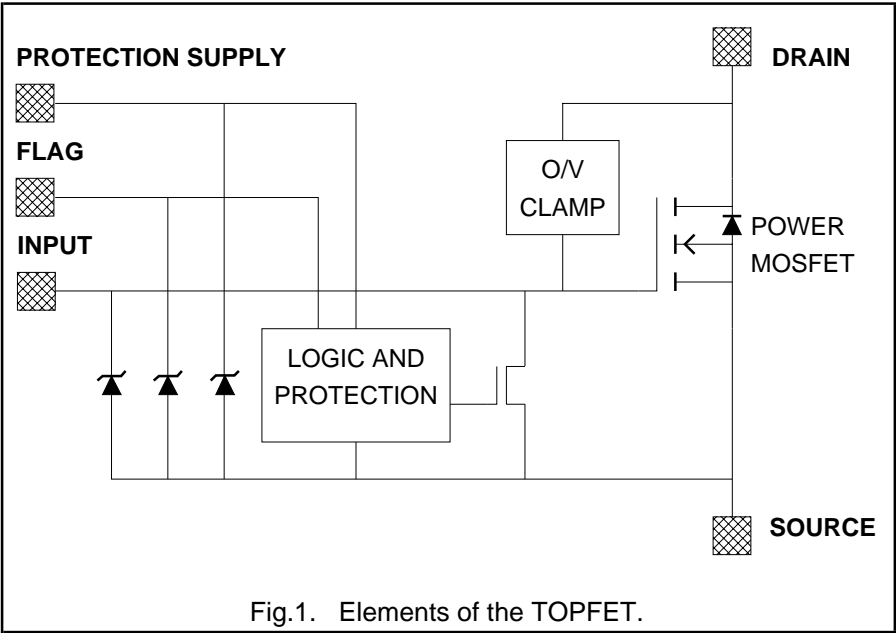 PROTECTION SUPPLY
DRAIN
FLAG
O/V
CLAMP
INPUT
POWER
MOSFET
LOGIC AND
PROTECTION
SOURCE
Fig.1. Elements of the TOPFET.